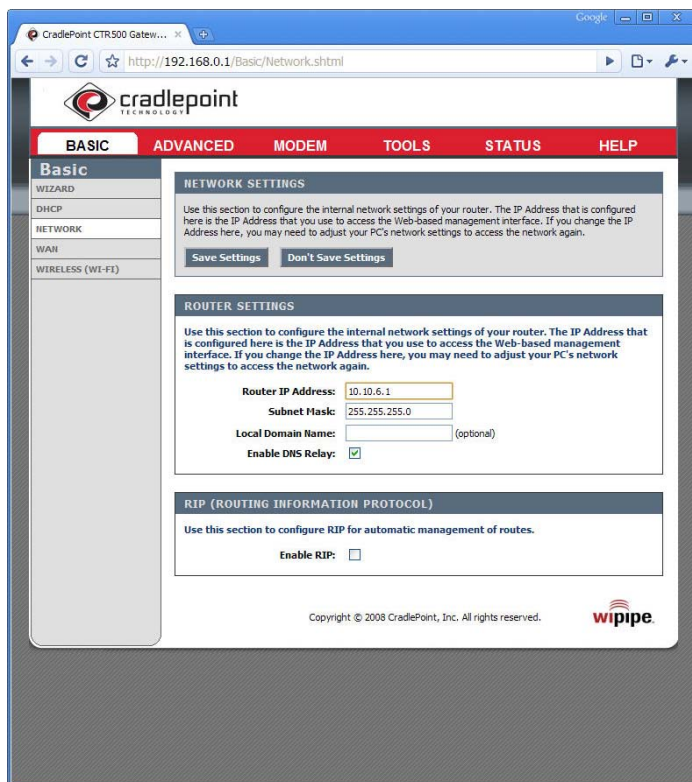 Google
CradlePoint CTR500 Gatew...
http://192.168.0.1/Basic/Network.shtml
cradlepoint
TECHNOLOGY
BASIC ADVANCED MODEM TOOLS STATUS HELP
Basic
WIZARD
DHCP
NETWORK
WAN
WIRELESS (WI-FI)
NETWORK SETTINGS
Use this section to configure the internal network settings of your router. The IP Address that is configured
here is the IP Address that you use to access the Web-based management interface. If you change the IP
Address here, you may need to adjust your PC's network settings to access the network again.
Save Settings Don't Save Settings
ROUTER SETTINGS
Use this section to configure the internal network settings of your router. The IP Address that
is configured here is the IP Address that you use to access the Web-based management
interface. If you change the IP Address here, you may need to adjust your PC's network
settings to access the network again.
Router IP Address: 10.10.6.1
Subnet Mask: 255.255.255.0
Local Domain Name: (optional)
Enable DNS Relay:
RIP (ROUTING INFORMATION PROTOCOL)
Use this section to configure RIP for automatic management of routes.
Enable RIP:
Copyright © 2008 CradlePoint, Inc. All rights reserved.
wipipe.